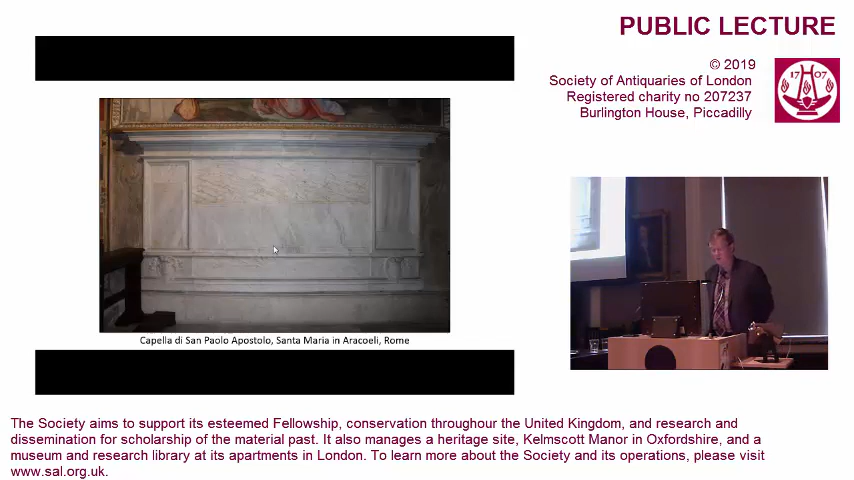 PUBLIC LECTURE
© 2019
Society of Antiquaries of London
Registered charity no 207237
Burlington House, Piccadilly
17 07
Capella di San Paolo Apostolo, Santa Maria in Aracoeli, Rome
The Society aims to support its esteemed Fellowship, conservation throughour the United Kingdom, and research and
dissemination for scholarship of the material past. It also manages a heritage site, Kelmscott Manor in Oxfordshire, and a
museum and research library at its apartments in London. To learn more about the Society and its operations, please visit
www.sal.org.uk.